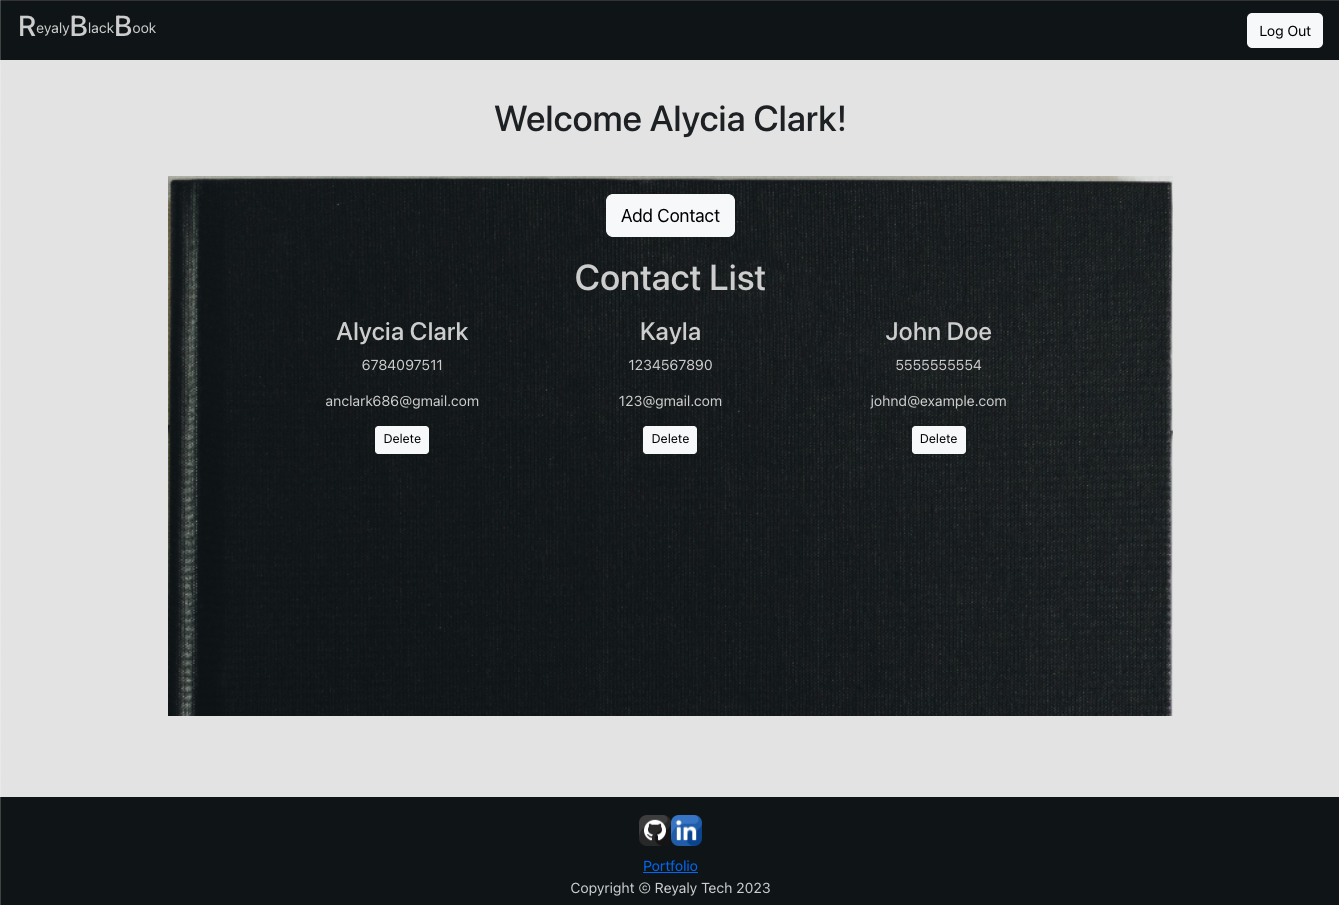 ReyalyBlackBook
Log Out
Welcome Alycia Clark!
Add Contact
Contact List
Alycia Clark Kayla John Doe
6784097511 1234567890 5555555554
anclark686@gmail.com 123@gmail.com johnd@example.com
Delete Delete Delete
in
Portfolio
Copyright © Reyaly Tech 2023